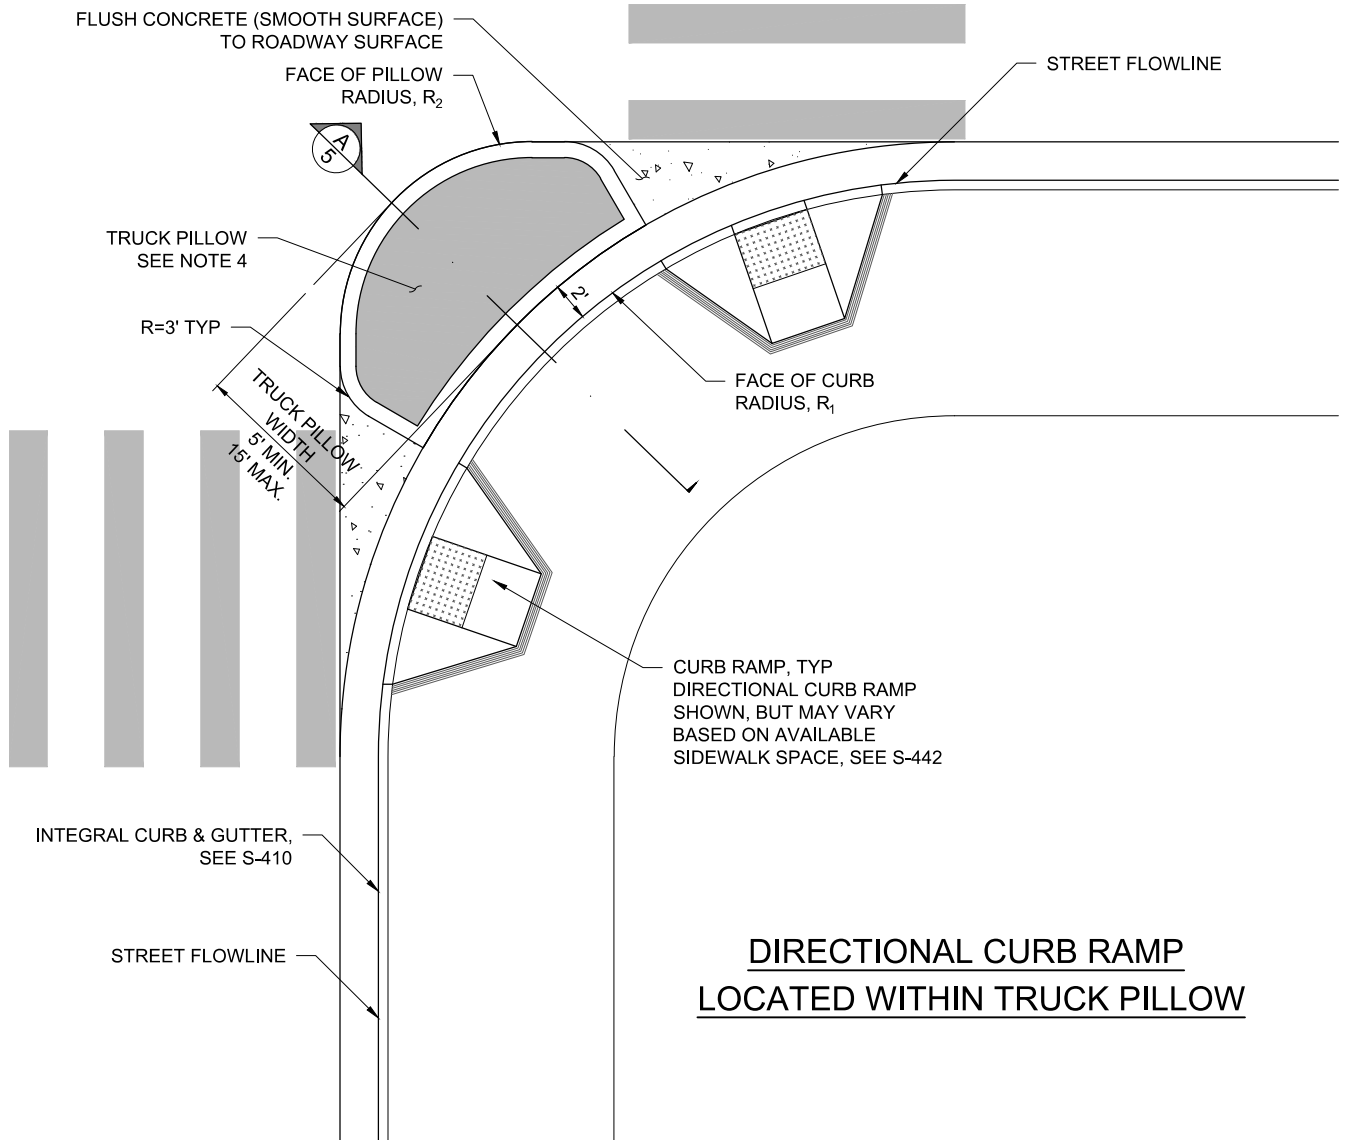 FLUSH CONCRETE (SMOOTH SURFACE)
TO ROADWAY SURFACE
FACE OF PILLOW
RADIUS, R2
STREET FLOWLINE
A
5
TRUCK PILLOW
SEE NOTE 4
R=3' TYP
2'
TRUCK PILLOW
WIDTH
5' MIN.
15' MAX.
FACE OF CURB
RADIUS, R1
CURB RAMP, TYP
DIRECTIONAL CURB RAMP
SHOWN, BUT MAY VARY
BASED ON AVAILABLE
SIDEWALK SPACE, SEE S-442
INTEGRAL CURB & GUTTER,
SEE S-410
STREET FLOWLINE
DIRECTIONAL CURB RAMP
LOCATED WITHIN TRUCK PILLOW